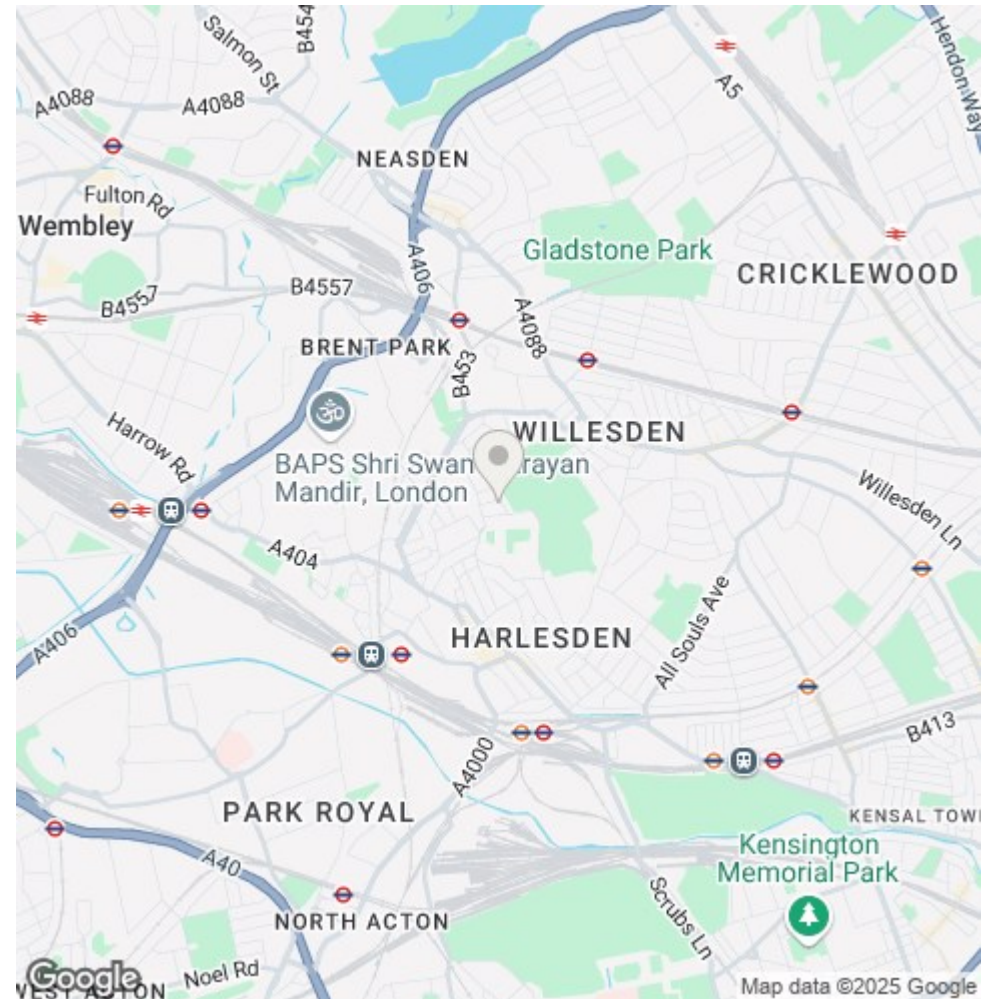 Salmon St
B454
A4088
A4088
A5
Hendon Way
NEASDEN
Fulton Rd
Wembley
A406
Gladstone Park
CRICKLEWOOD
B4557
B4557
A4088
BRENT PARK
B453
Harrow Rd
WILLESDEN
BAPS Shri Swam
rayan
Mandir, London
Willesden Ln
A404
All Souls Ave
A406
HARLESDEN
B413
A4000
PARK ROYAL
KENSAL TOW
Kensington
Memorial Park
A40
Scrubs Ln
NORTH ACTON
Noel Rd
Google
WEST ACTON
Map data ©2025 Google